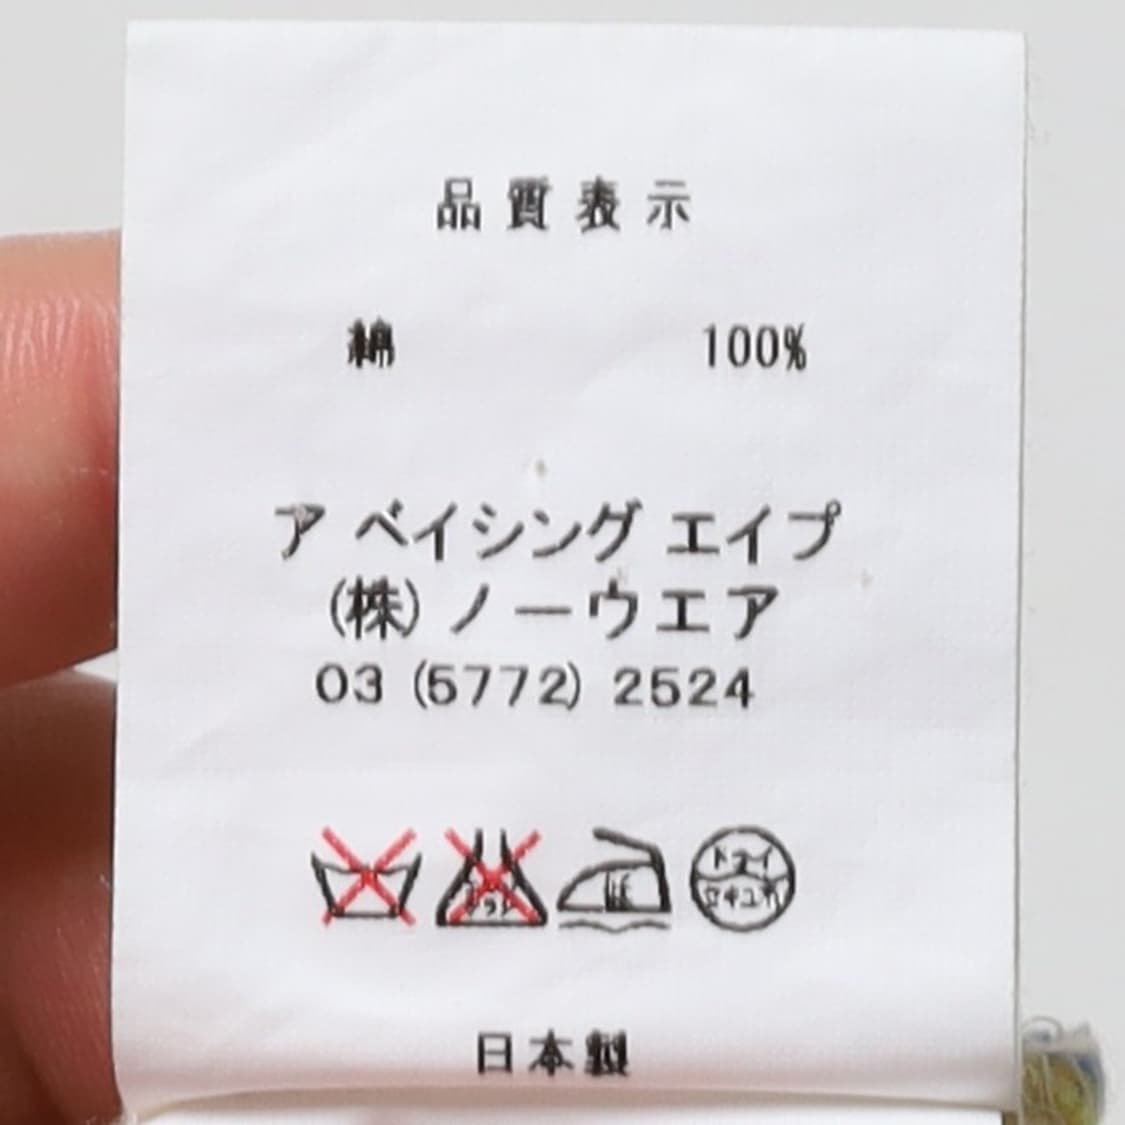 品質表示
綿 100%
ア ベイシング エイプ
(株)ノーウエア
03 (5772) 2524
ドライ
セキユ系
日本製